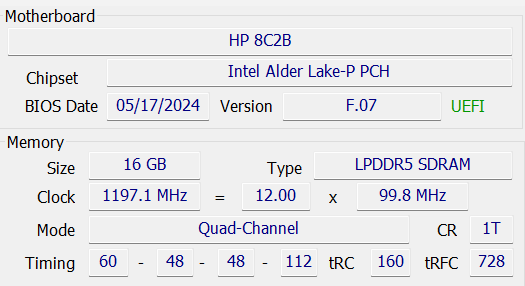 Motherboard
HP 8C2B
Chipset Intel Alder Lake-P PCH
BIOS Date 05/17/2024 Version F.07 UEFI
Memory
Size 16 GB Type LPDDR5 SDRAM
Clock 1197.1 MHz = 12.00 x 99.8 MHz
Mode Quad-Channel CR 1T
Timing 60 - 48 - 48 - 112 tRC 160 tRFC 728